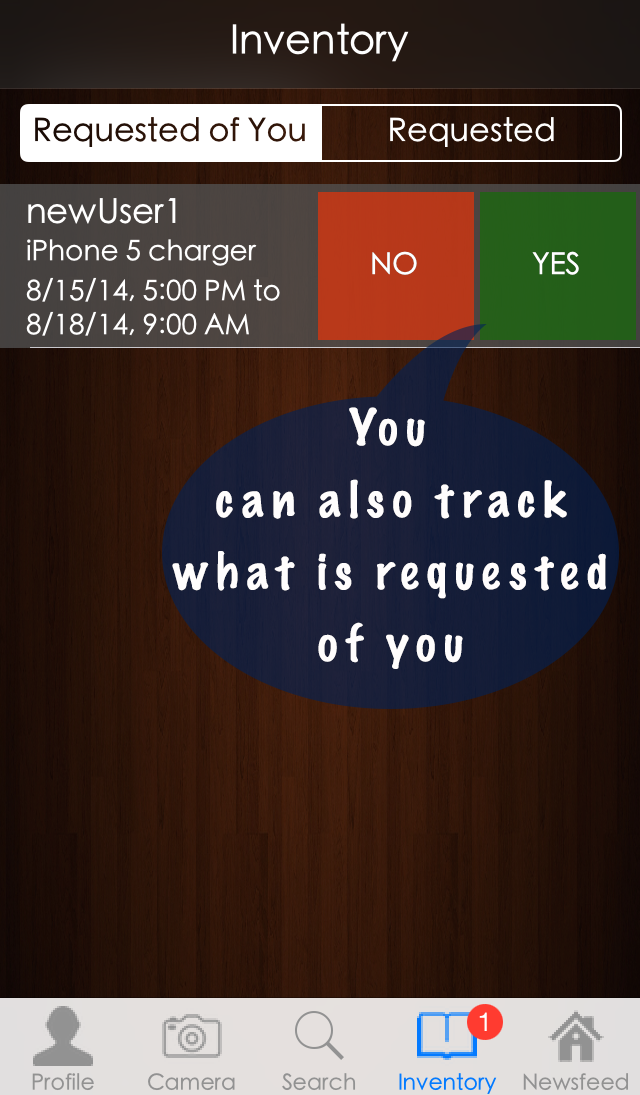 Inventory
Requested of You
Requested
newUser1
iPhone 5 charger
8/15/14, 5:00 PM to
8/18/14, 9:00 AM
NO
YES
You
can also track
what is requested
of you
1
Profile
Camera
Search
Inventory
Newsfeed